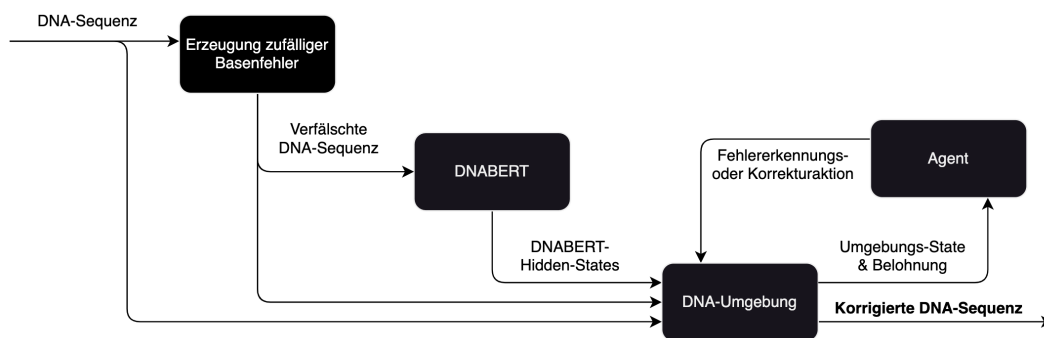 DNA-Sequenz
Erzeugung zufälliger
Basenfehler
Verfälschte
DNA-Sequenz
DNABERT
Fehlererkennungs-
oder Korrekturaktion
Agent
DNABERT-
Hidden-States
Umgebungs-State
& Belohnung
DNA-Umgebung
Korrigierte DNA-Sequenz